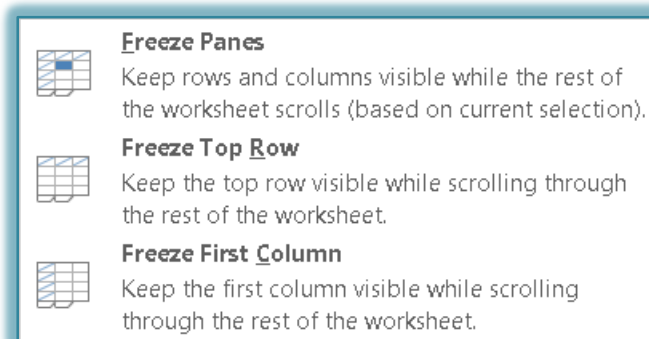 Freeze Panes
Keep rows and columns visible while the rest of
the worksheet scrolls (based on current selection).
Freeze Top Row
Keep the top row visible while scrolling through
the rest of the worksheet.
Freeze First Column
Keep the first column visible while scrolling
through the rest of the worksheet.